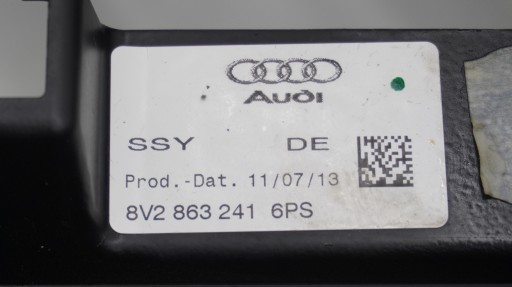 Audi
SSY DE
Prod.-Dat. 11/07/13
8V2 863 241 6PS